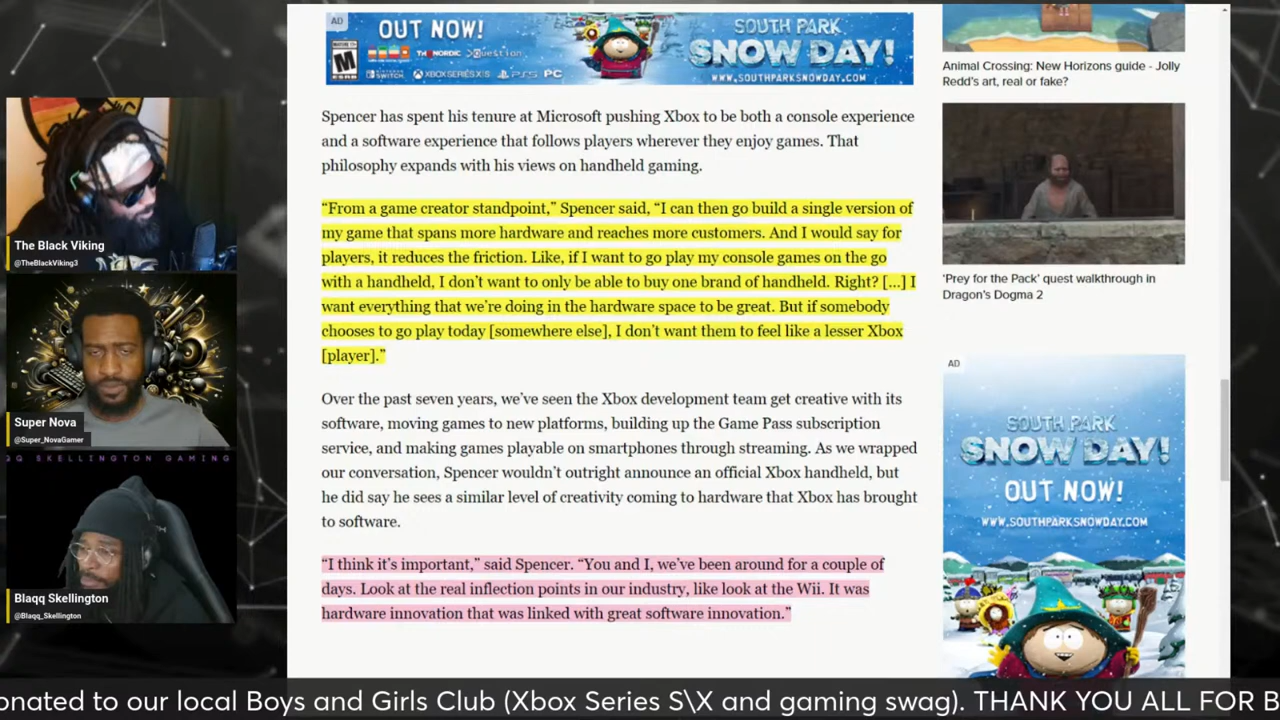 AD
OUT NOW!
SOUTH PARK
SNOW DAY!
MATURE 17+
M
ESRB
THQNORDIC
Question
NINTENDO
SWITCH
XBOX SERIES X|S
PS5
PC
WWW.SOUTHPARKSNOWDAY.COM
Spencer has spent his tenure at Microsoft pushing Xbox to be both a console experience
and a software experience that follows players wherever they enjoy games. That
philosophy expands with his views on handheld gaming.
“From a game creator standpoint,” Spencer said, “I can then go build a single version of
my game that spans more hardware and reaches more customers. And I would say for
players, it reduces the friction. Like, if I want to go play my console games on the go
with a handheld, I don’t want to only be able to buy one brand of handheld. Right? [...] I
want everything that we’re doing in the hardware space to be great. But if somebody
chooses to go play today [somewhere else], I don’t want them to feel like a lesser Xbox
[player].”
Over the past seven years, we’ve seen the Xbox development team get creative with its
software, moving games to new platforms, building up the Game Pass subscription
service, and making games playable on smartphones through streaming. As we wrapped
our conversation, Spencer wouldn’t outright announce an official Xbox handheld, but
he did say he sees a similar level of creativity coming to hardware that Xbox has brought
to software.
“I think it’s important,” said Spencer. “You and I, we’ve been around for a couple of
days. Look at the real inflection points in our industry, like look at the Wii. It was
hardware innovation that was linked with great software innovation.”
Animal Crossing: New Horizons guide - Jolly
Redd’s art, real or fake?
‘Prey for the Pack’ quest walkthrough in
Dragon’s Dogma 2
AD
SOUTH PARK
SNOW DAY!
OUT NOW!
WWW.SOUTHPARKSNOWDAY.COM
The Black Viking
@TheBlackViking3
Super Nova
@Super_NovaGamer
QQ SKELLINGTON GAMING
Blaqq Skellington
@Blaqq_Skellington
onated to our local Boys and Girls Club (Xbox Series S\X and gaming swag). THANK YOU ALL FOR B